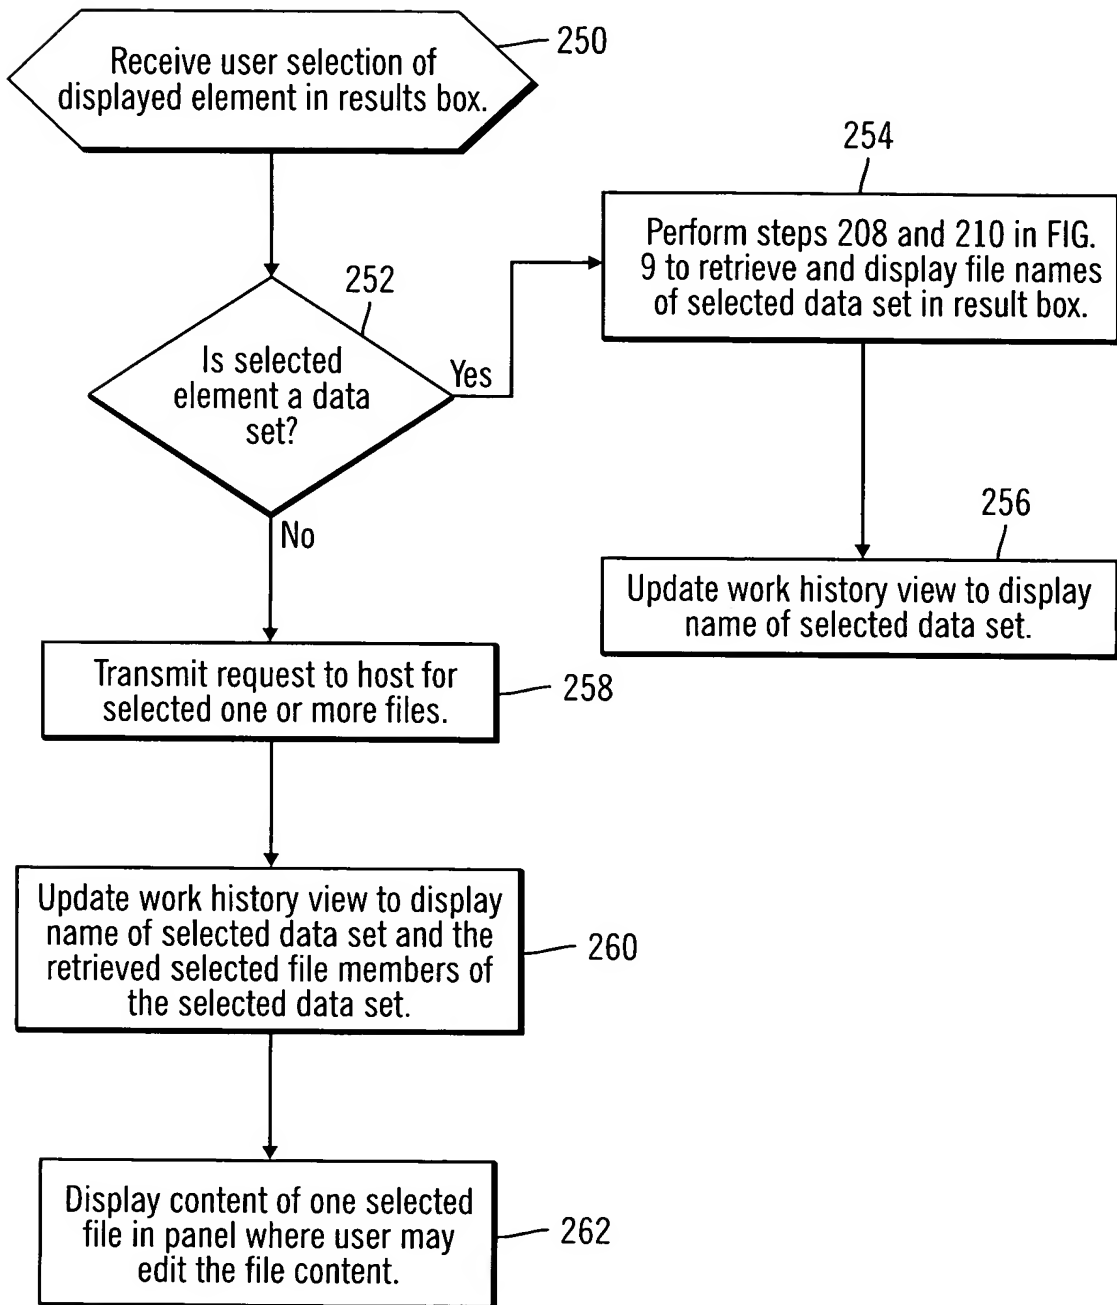 Receive user selection of
displayed element in results box.
250
254
Perform steps 208 and 210 in FIG.
9 to retrieve and display file names
of selected data set in result box.
252
Is selected
element a data
set?
Yes
No
256
Update work history view to display
name of selected data set.
Transmit request to host for
selected one or more files.
258
Update work history view to display
name of selected data set and the
retrieved selected file members of
the selected data set.
260
Display content of one selected
file in panel where user may
edit the file content.
262